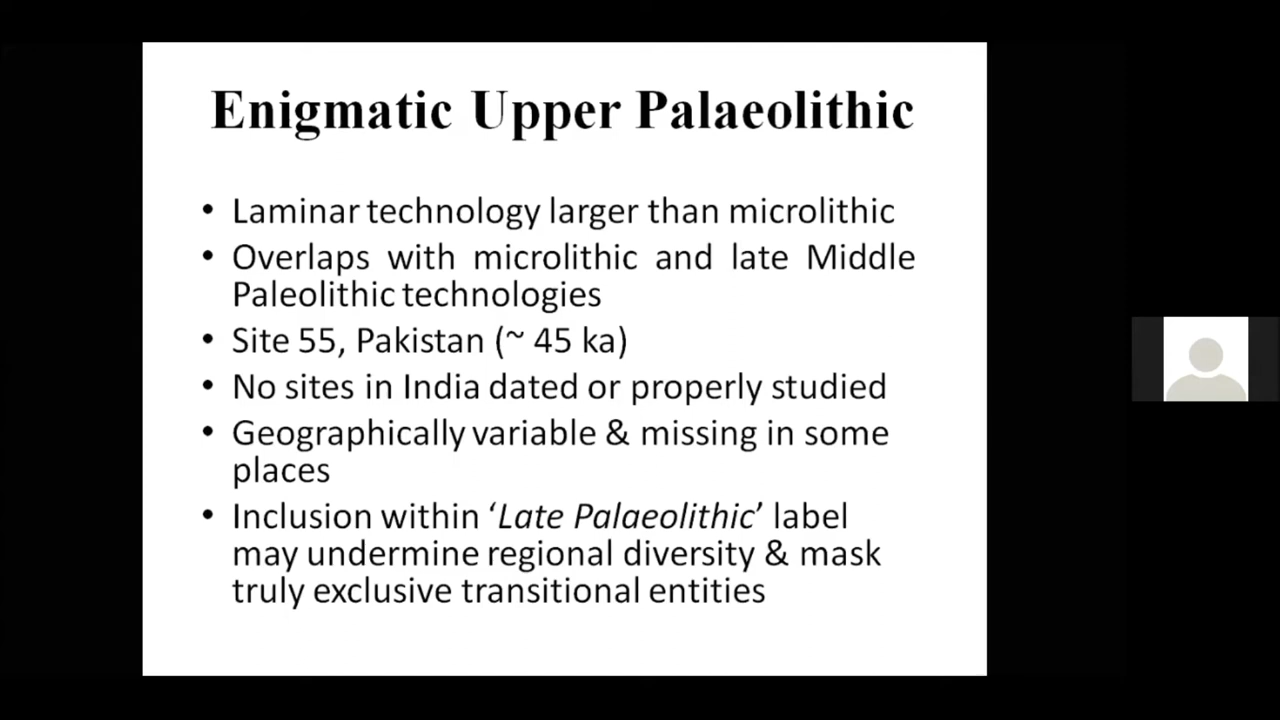 Enigmatic Upper Palaeolithic
• Laminar technology larger than microlithic
• Overlaps with microlithic and late Middle
Paleolithic technologies
• Site 55, Pakistan (~ 45 ka)
• No sites in India dated or properly studied
• Geographically variable & missing in some
places
• Inclusion within ‘Late Palaeolithic’ label
may undermine regional diversity & mask
truly exclusive transitional entities